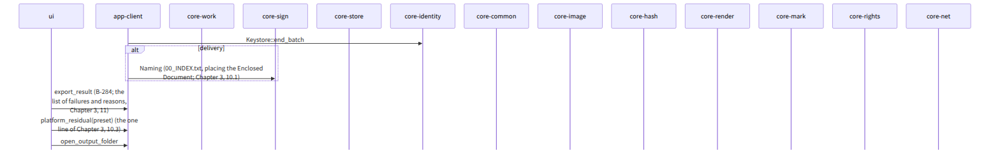 ui
app-client
core-work
core-sign
core-store
core-identity
core-common
core-image
core-hash
core-render
core-mark
core-rights
core-net
Keystore::end_batch
alt
[delivery]
Naming (00_INDEX.txt, placing the Enclosed
Document; Chapter 3, 10.1)
export_result (B-284; the
list of failures and reasons,
Chapter 3, 11)
platform_residual(preset) (the one
line of Chapter 3, 10.3)
open_output_folder